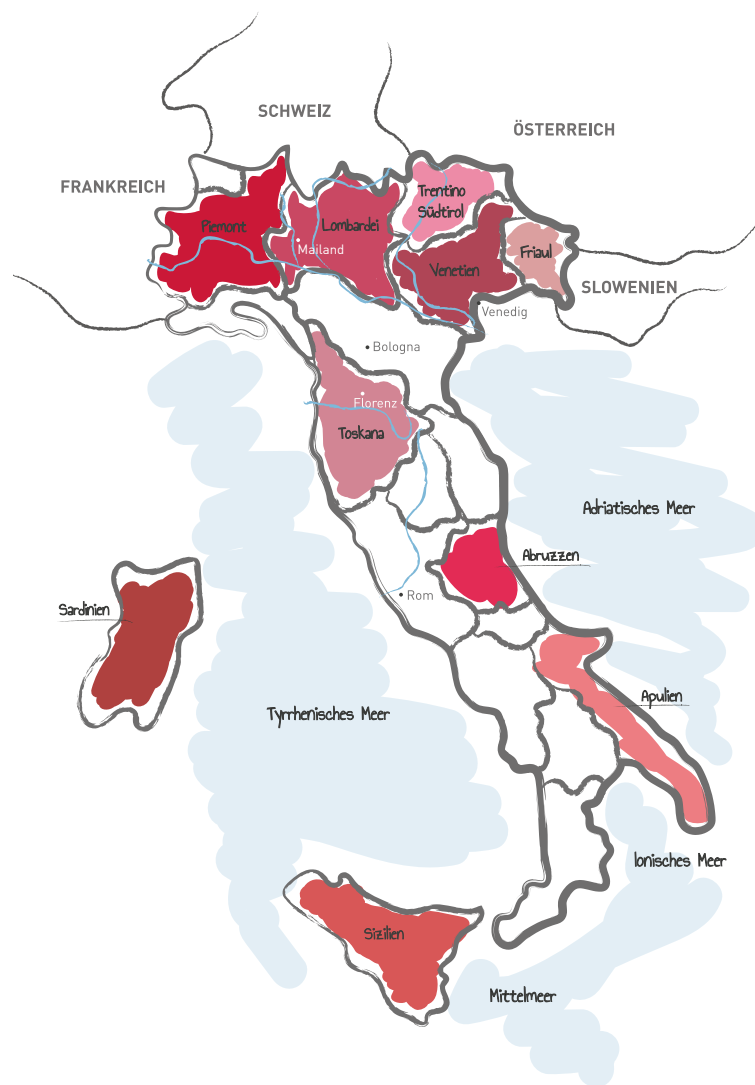 SCHWEIZ
ÖSTERREICH
FRANKREICH
Trentino
Südtirol
Piemont
Lombardei
Mailand
Venetien
Friaul
SLOWENIEN
Venedig
Bologna
Florenz
Toskana
Adriatisches Meer
Abruzzen
Rom
Sardinien
Apulien
Tyrrhenisches Meer
Ionisches Meer
Sizilien
Mittelmeer